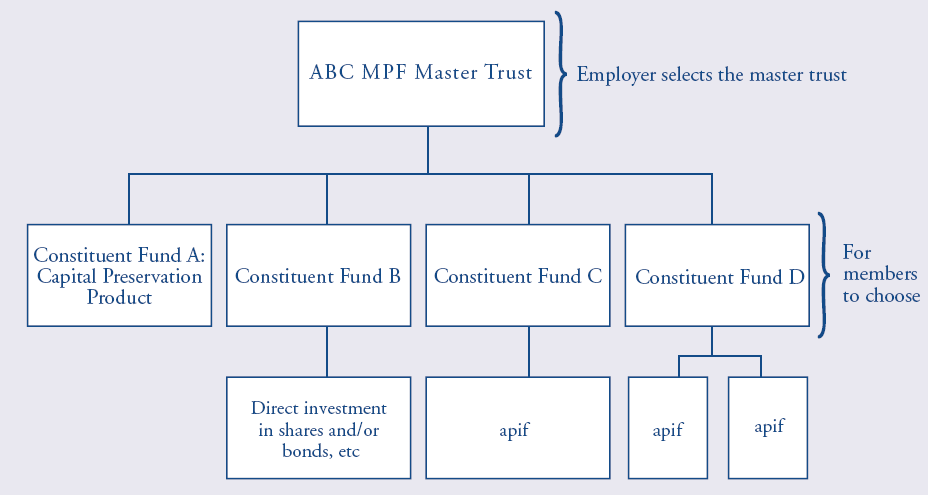 ABC MPF Master Trust
Employer selects the master trust
Constituent Fund A:
Capital Preservation
Product
Constituent Fund B
Constituent Fund C
Constituent Fund D
For
members
to choose
Direct investment
in shares and/or
bonds, etc
apif
apif
apif